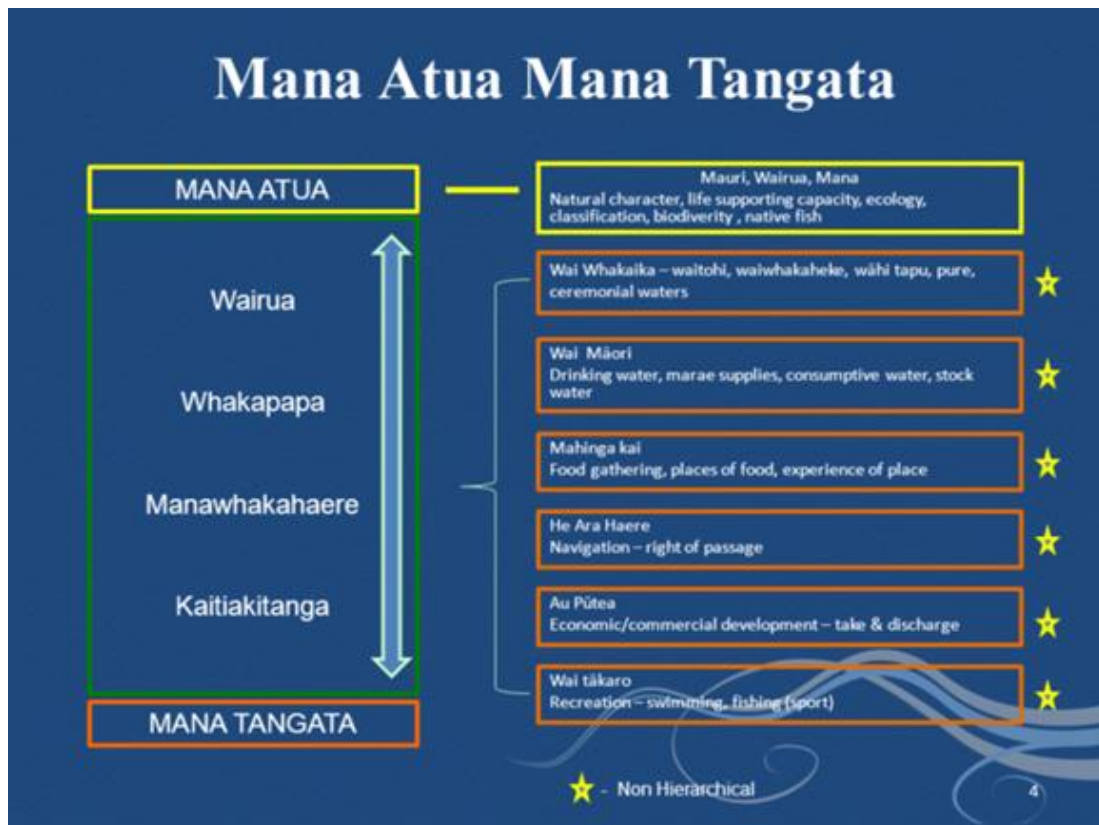 Mana Atua Mana Tangata
MANA ATUA
Wairua
Whakapapa
Manawhakahaere
Kaitiakitanga
MANA TANGATA
Mauri, Wairua, Mana
Natural character, life supporting capacity, ecology,
classification, biodiverity , native fish
Wai Whakaika – waitohi, waiwhakaheke, wāhi tapu, pure,
ceremonial waters
Wai Māori
Drinking water, marae supplies, consumptive water, stock
water
Mahinga kai
Food gathering, places of food, experience of place
He Ara Haere
Navigation – right of passage
Au Pūtea
Economic/commercial development – take & discharge
Wai tākaro
Recreation – swimming, fishing (sport)
- Non Hierarchical
4